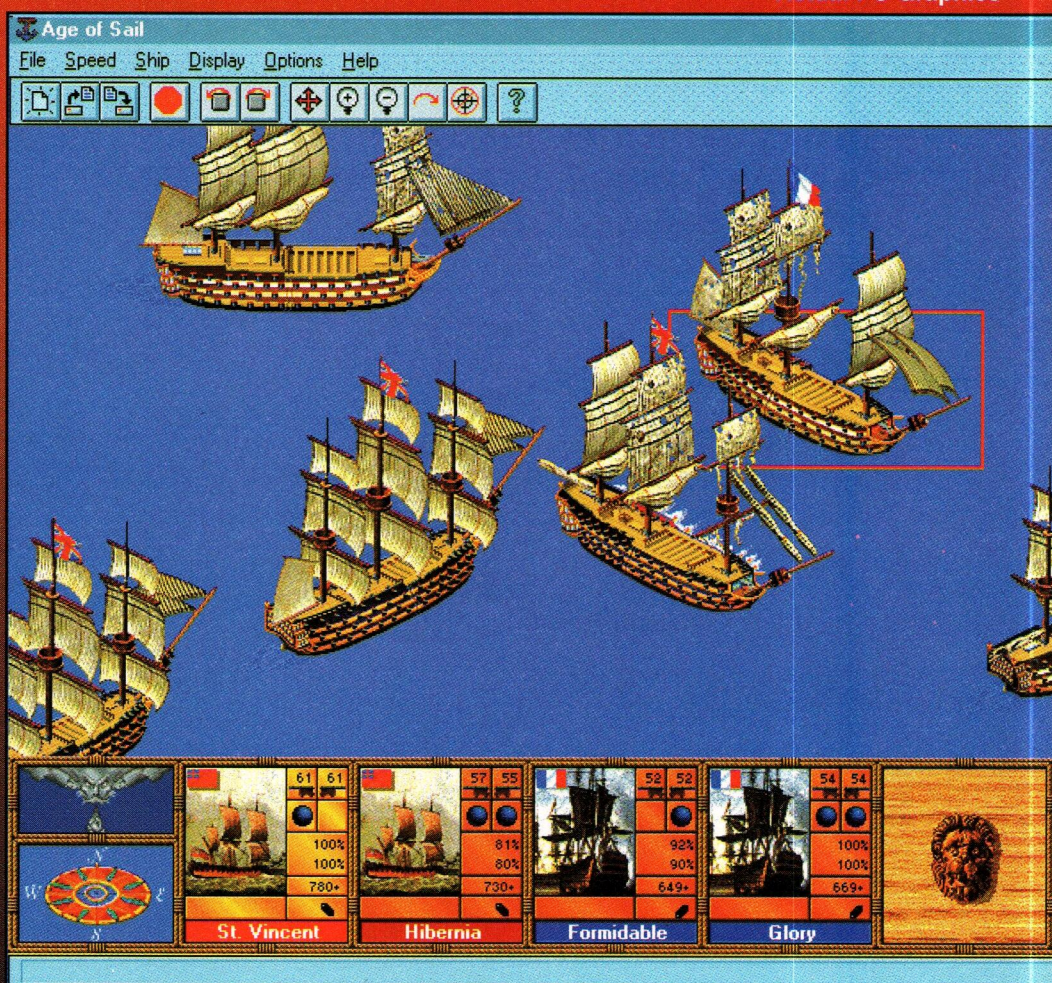 Age of Sail
File Speed Ship Display Options Help
?
N
W E
S
61 61
100%
100%
780+
St. Vincent
57 55
81%
80%
730+
Hibernia
52 52
92%
90%
649+
Formidable
54 54
100%
100%
669+
Glory